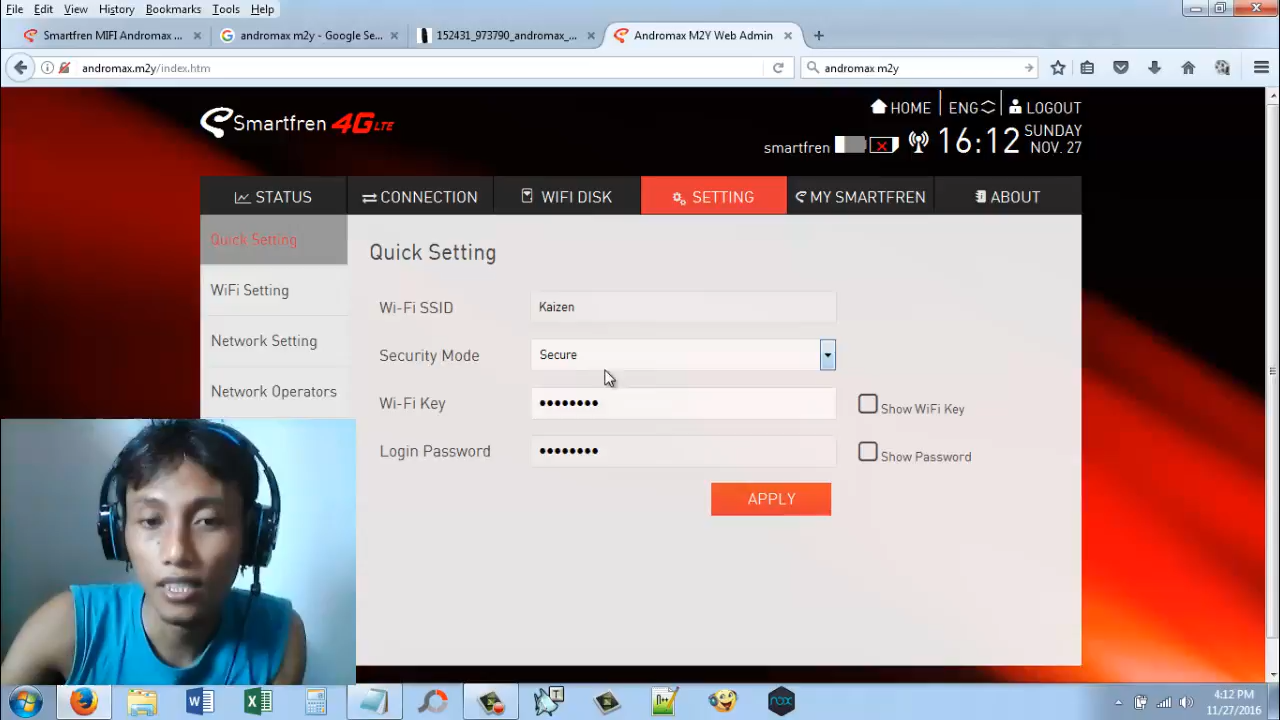 File Edit View History Bookmarks Tools Help
Smartfren MIFI Andromax ...
andromax m2y - Google Se...
152431_973790_andromax_...
Andromax M2Y Web Admin
andromax.m2y/index.htm
andromax m2y
Smartfren 4G LTE
HOME ENG LOGOUT
smartfren 16:12 SUNDAY
NOV. 27
STATUS CONNECTION WIFI DISK SETTING MY SMARTFREN ABOUT
Quick Setting
WiFi Setting
Network Setting
Network Operators
Quick Setting
Wi-Fi SSID Kaizen
Security Mode Secure
Wi-Fi Key •••••••• Show WiFi Key
Login Password •••••••• Show Password
APPLY
nox
4:12 PM
11/27/2016